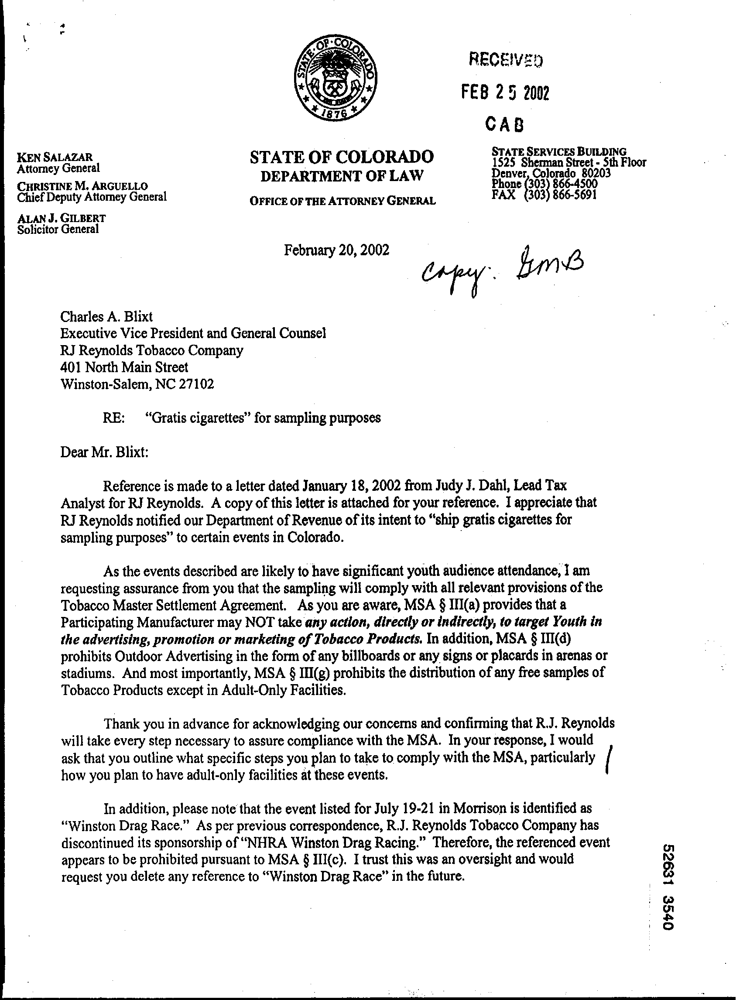 STATE OF COLORADO
1876
RECEIVED
FEB 25 2002
CAB
KEN SALAZAR
Attorney General
CHRISTINE M. ARGUELLO
Chief Deputy Attorney General
ALAN J. GILBERT
Solicitor General
STATE OF COLORADO
DEPARTMENT OF LAW
OFFICE OF THE ATTORNEY GENERAL
STATE SERVICES BUILDING
1525 Sherman Street - 5th Floor
Denver, Colorado 80203
Phone (303) 866-4500
FAX (303) 866-5691
February 20, 2002
copy: GMB
Charles A. Blixt
Executive Vice President and General Counsel
RJ Reynolds Tobacco Company
401 North Main Street
Winston-Salem, NC 27102
RE: “Gratis cigarettes” for sampling purposes
Dear Mr. Blixt:
Reference is made to a letter dated January 18, 2002 from Judy J. Dahl, Lead Tax
Analyst for RJ Reynolds. A copy of this letter is attached for your reference. I appreciate that
RJ Reynolds notified our Department of Revenue of its intent to “ship gratis cigarettes for
sampling purposes” to certain events in Colorado.
As the events described are likely to have significant youth audience attendance, I am
requesting assurance from you that the sampling will comply with all relevant provisions of the
Tobacco Master Settlement Agreement. As you are aware, MSA § III(a) provides that a
Participating Manufacturer may NOT take any action, directly or indirectly, to target Youth in
the advertising, promotion or marketing of Tobacco Products. In addition, MSA § III(d)
prohibits Outdoor Advertising in the form of any billboards or any signs or placards in arenas or
stadiums. And most importantly, MSA § III(g) prohibits the distribution of any free samples of
Tobacco Products except in Adult-Only Facilities.
Thank you in advance for acknowledging our concerns and confirming that R.J. Reynolds
will take every step necessary to assure compliance with the MSA. In your response, I would
ask that you outline what specific steps you plan to take to comply with the MSA, particularly
how you plan to have adult-only facilities at these events.
In addition, please note that the event listed for July 19-21 in Morrison is identified as
“Winston Drag Race.” As per previous correspondence, R.J. Reynolds Tobacco Company has
discontinued its sponsorship of “NHRA Winston Drag Racing.” Therefore, the referenced event
appears to be prohibited pursuant to MSA § III(c). I trust this was an oversight and would
request you delete any reference to “Winston Drag Race” in the future.
52631 3540